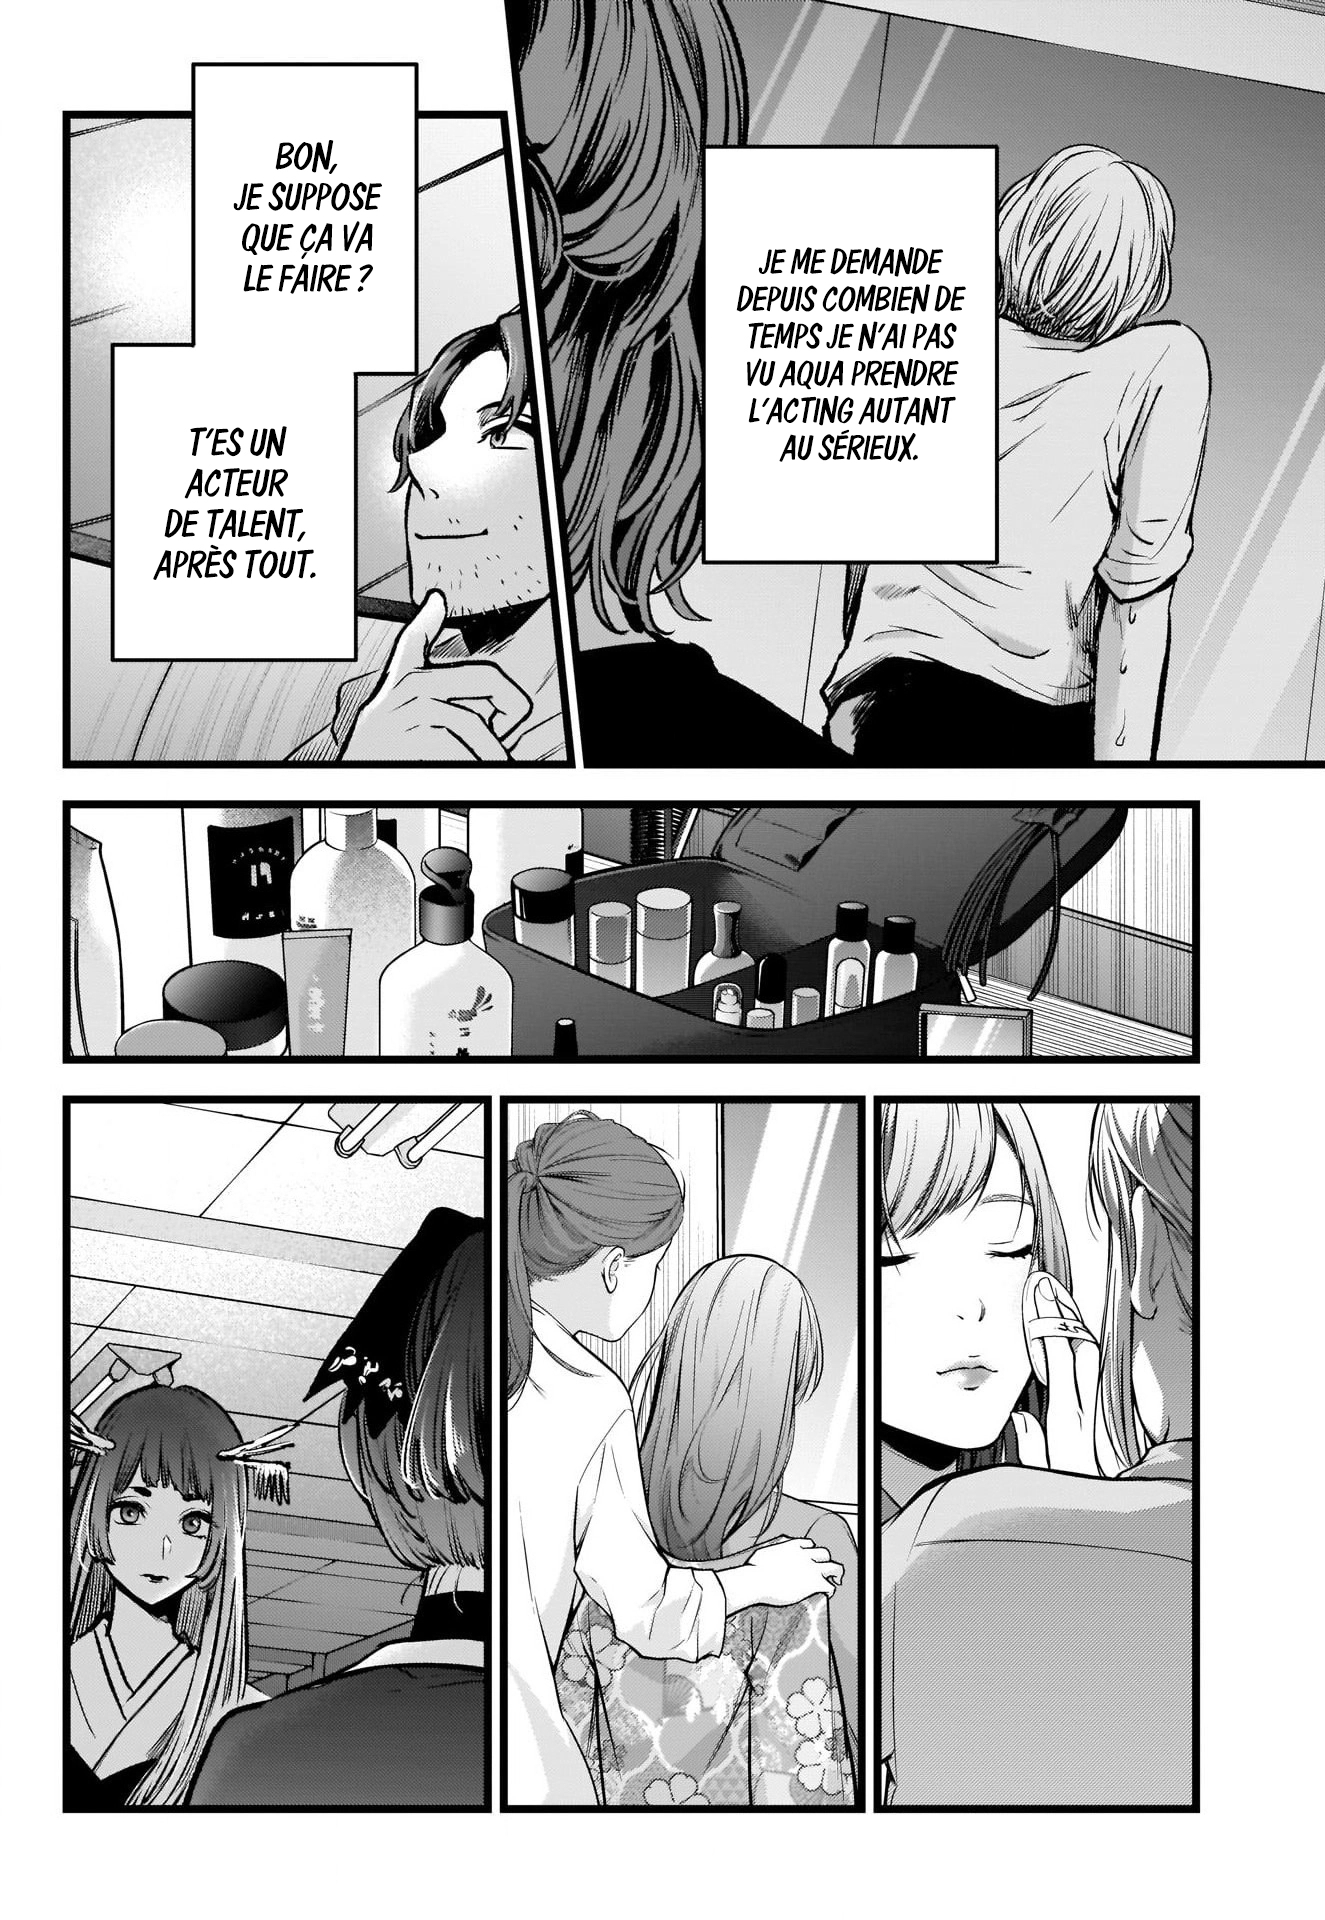 JE ME DEMANDE
DEPUIS COMBIEN DE
TEMPS JE N'AI PAS
VU AQUA PRENDRE
L'ACTING AUTANT
AU SÉRIEUX.
BON,
JE SUPPOSE
QUE ÇA VA
LE FAIRE ?
T'ES UN
ACTEUR
DE TALENT,
APRÈS TOUT.